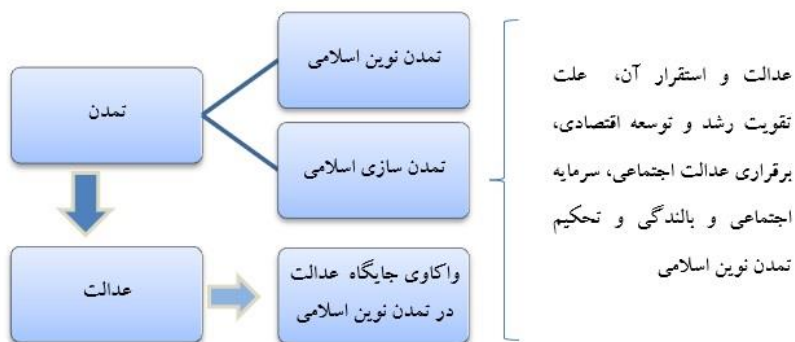 تمدن نوین اسلامی
تمدن
تمدن سازی اسلامی
عدالت
واکاوی جایگاه عدالت
در تمدن نوین اسلامی
عدالت و استقرار آن، علت
تقویت رشد و توسعه اقتصادی،
برقراری عدالت اجتماعی، سرمایه
اجتماعی و بالندگی و تحکیم
تمدن نوین اسلامی